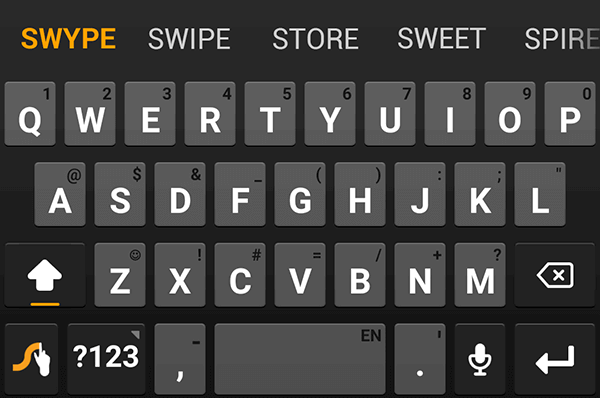 SWYPE SWIPE STORE SWEET SPIRE
1 2 3 4 5 6 7 8 9 0
Q W E R T Y U I O P
@ $ & _ ( ) : ; "
A S D F G H J K L
☺ ! # = / + ?
Z X C V B N M
- EN '
?123 , .